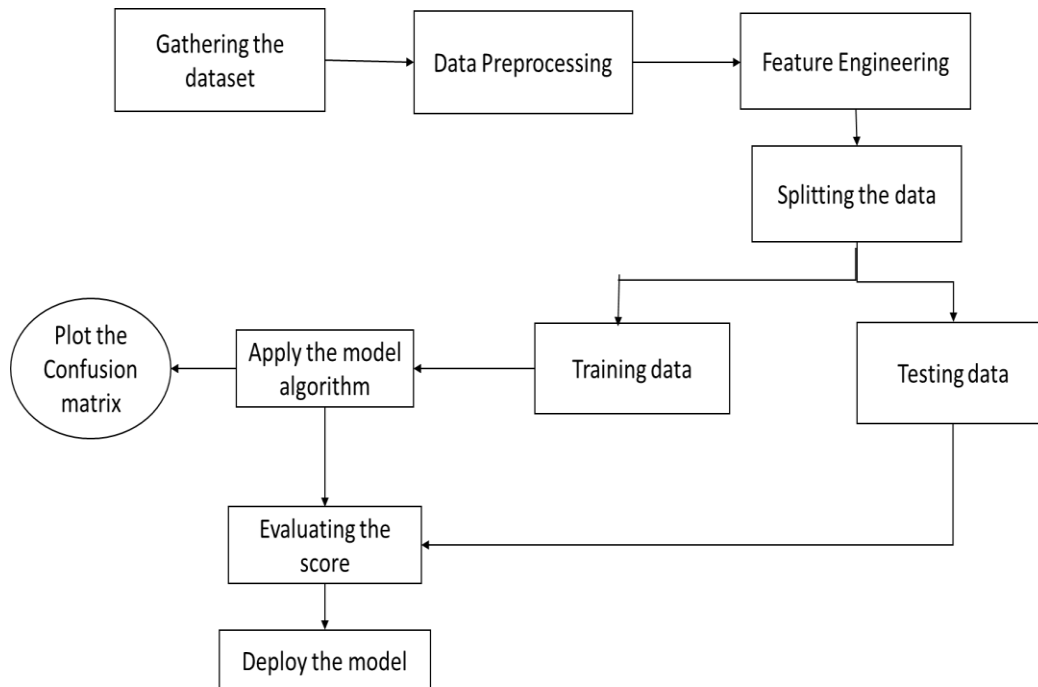 Gathering the
dataset
Data Preprocessing
Feature Engineering
Splitting the data
Plot the
Confusion
matrix
Apply the model
algorithm
Training data
Testing data
Evaluating the
score
Deploy the model